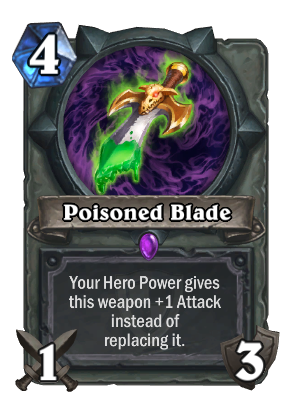 4
Poisoned Blade
Your Hero Power gives
this weapon +1 Attack
instead of
replacing it.
1
3